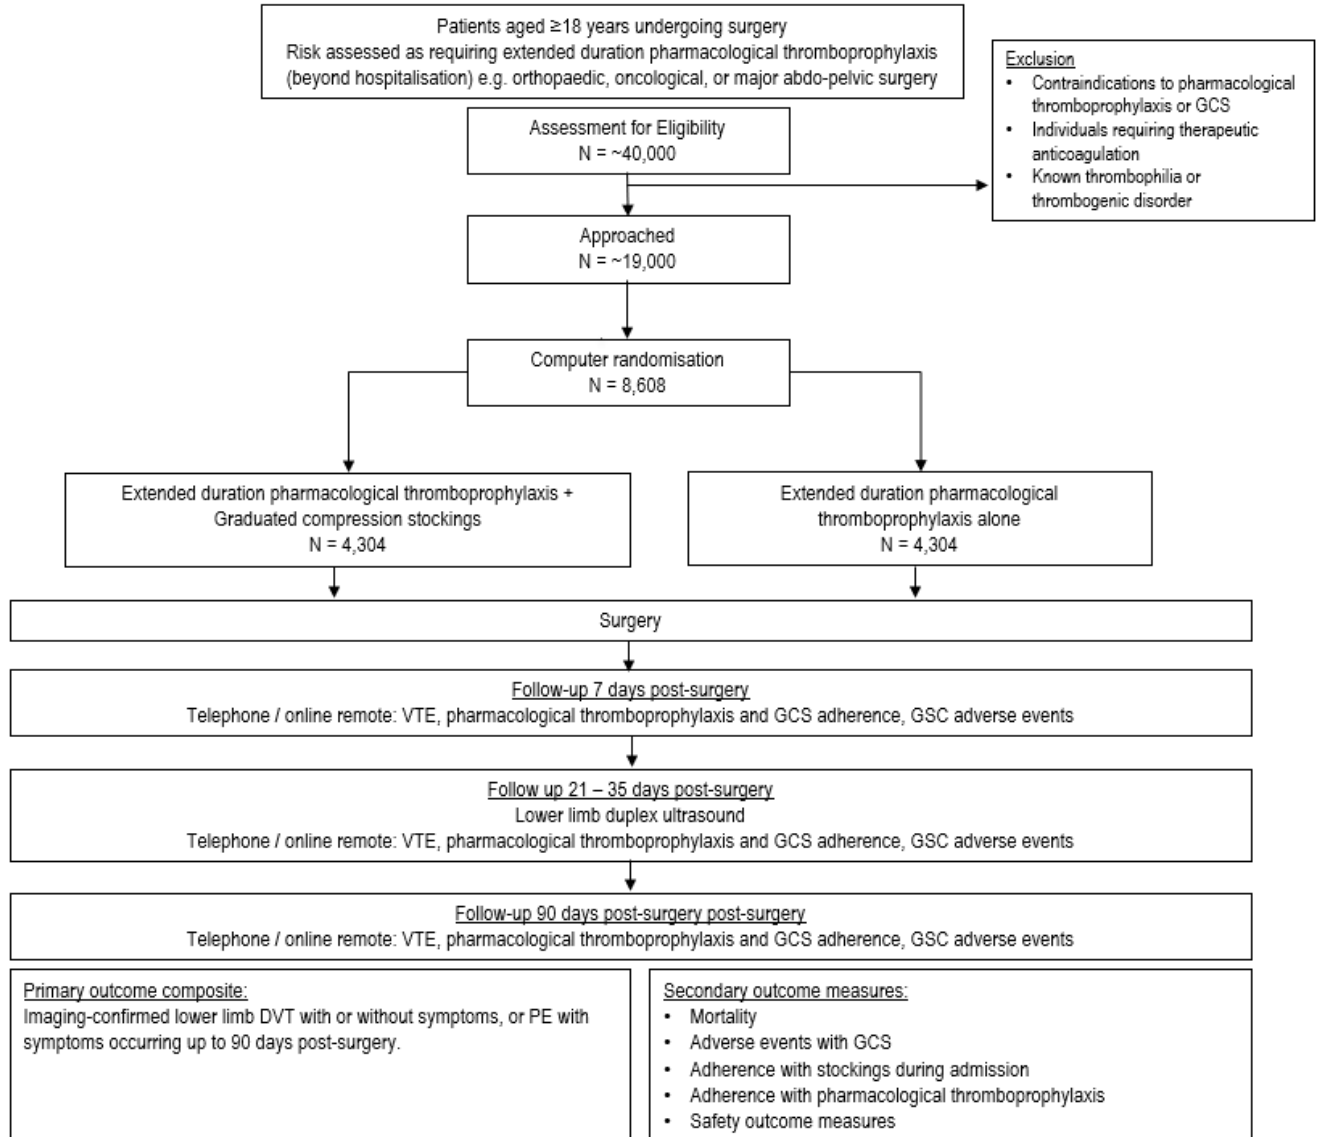 Patients aged ≥18 years undergoing surgery
Risk assessed as requiring extended duration pharmacological thromboprophylaxis
(beyond hospitalisation) e.g. orthopaedic, oncological, or major abdo-pelvic surgery
Exclusion
• Contraindications to pharmacological
thromboprophylaxis or GCS
• Individuals requiring therapeutic
anticoagulation
• Known thrombophilia or
thrombogenic disorder
Assessment for Eligibility
N = ~40,000
Approached
N = ~19,000
Computer randomisation
N = 8,608
Extended duration pharmacological thromboprophylaxis +
Graduated compression stockings
N = 4,304
Extended duration pharmacological
thromboprophylaxis alone
N = 4,304
Surgery
Follow-up 7 days post-surgery
Telephone / online remote: VTE, pharmacological thromboprophylaxis and GCS adherence, GSC adverse events
Follow up 21 – 35 days post-surgery
Lower limb duplex ultrasound
Telephone / online remote: VTE, pharmacological thromboprophylaxis and GCS adherence, GSC adverse events
Follow-up 90 days post-surgery post-surgery
Telephone / online remote: VTE, pharmacological thromboprophylaxis and GCS adherence, GSC adverse events
Primary outcome composite:
Imaging-confirmed lower limb DVT with or without symptoms, or PE with
symptoms occurring up to 90 days post-surgery.
Secondary outcome measures:
• Mortality
• Adverse events with GCS
• Adherence with stockings during admission
• Adherence with pharmacological thromboprophylaxis
• Safety outcome measures